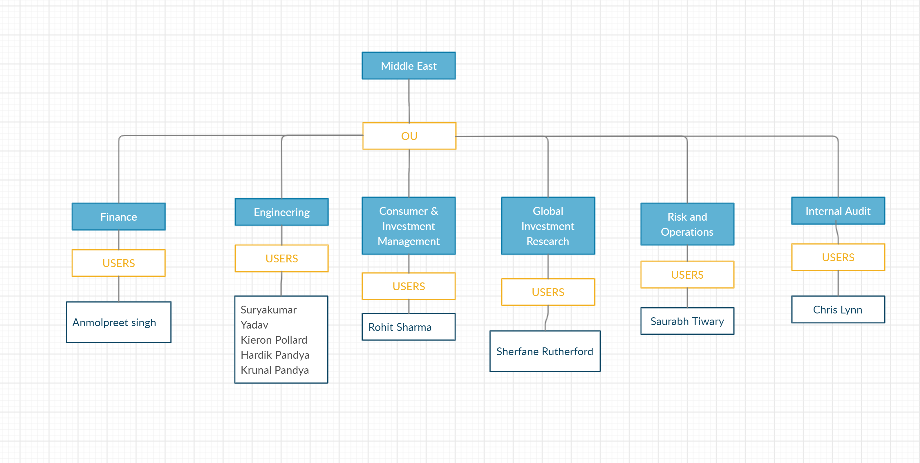 Middle East
OU
Finance
USERS
Anmolpreet singh
Engineering
USERS
Suryakumar
Yadav
Kieron Pollard
Hardik Pandya
Krunal Pandya
Consumer &
Investment
Management
USERS
Rohit Sharma
Global
Investment
Research
USERS
Sherfane Rutherford
Risk and
Operations
USERS
Saurabh Tiwary
Internal Audit
USERS
Chris Lynn